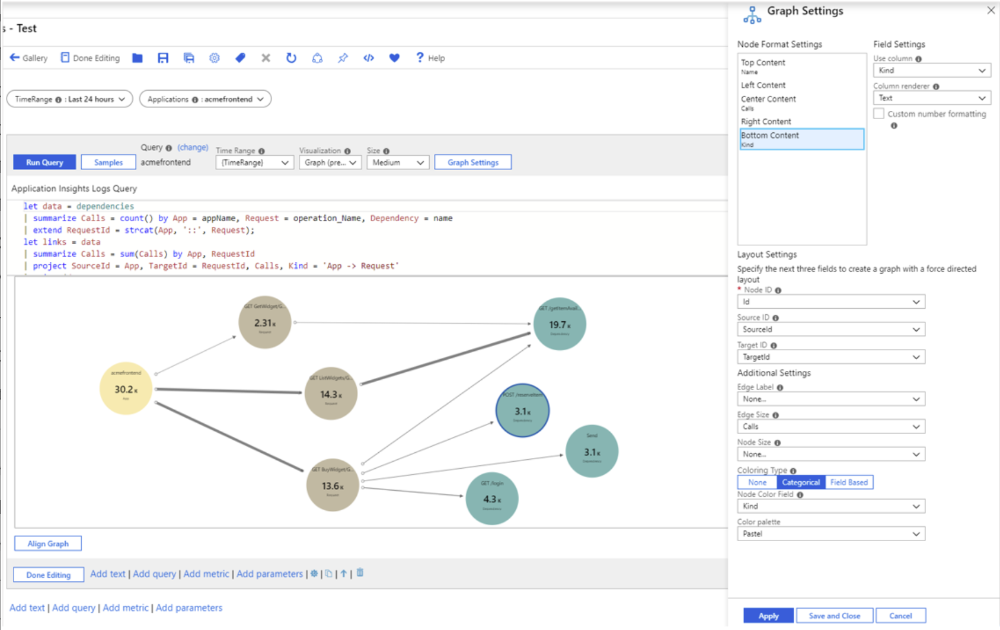 s - Test
Gallery Done Editing ? Help
TimeRange : Last 24 hours Applications : acmefrontend
Run Query Samples
Query (change)
acmefrontend
Time Range
{TimeRange}
Visualization
Graph (pre...
Size
Medium
Graph Settings
Application Insights Logs Query
let data = dependencies
| summarize Calls = count() by App = appName, Request = operation_Name, Dependency = name
| extend RequestId = strcat(App, '::', Request);
let links = data
| summarize Calls = sum(Calls) by App, RequestId
| project SourceId = App, TargetId = RequestId, Calls, Kind = 'App -> Request'
GET GetWidget/G...
2.31K
Request
GET /getItemAvail...
19.7K
Dependency
acmefrontend
30.2K
App
GET ListWidgets/G...
14.3K
Request
POST /reserveItem
3.1K
Dependency
Send
3.1K
Dependency
GET BuyWidget/G...
13.6K
Request
GET /login
4.3K
Dependency
Align Graph
Done Editing Add text | Add query | Add metric | Add parameters | | | |
Add text | Add query | Add metric | Add parameters
Graph Settings
Node Format Settings
Top Content
Name
Left Content
Center Content
Calls
Right Content
Bottom Content
Kind
Field Settings
Use column
Kind
Column renderer
Text
Custom number formatting
Layout Settings
Specify the next three fields to create a graph with a force directed
layout
* Node ID
Id
Source ID
SourceId
Target ID
TargetId
Additional Settings
Edge Label
None...
Edge Size
Calls
Node Size
None...
Coloring Type
None Categorical Field Based
Node Color Field
Kind
Color palette
Pastel
Apply Save and Close Cancel